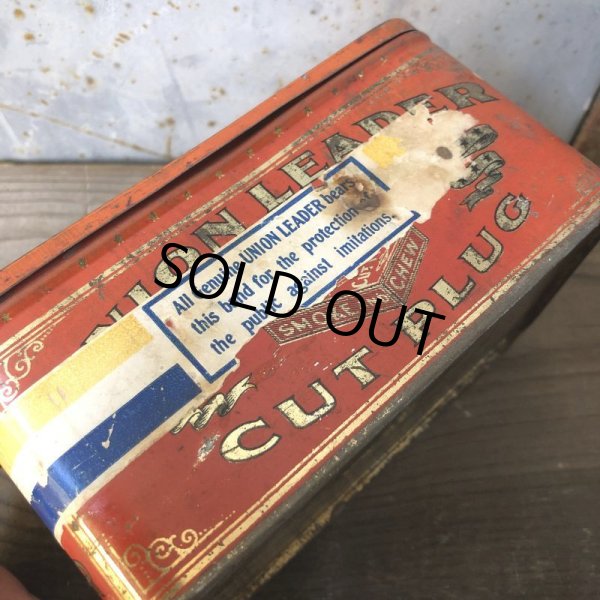 UNION LEADER
All genuine UNION LEADER bears
this band for the protection of
the public against imitations.
SMOKE
CHEW
CUT PLUG
SOLD OUT